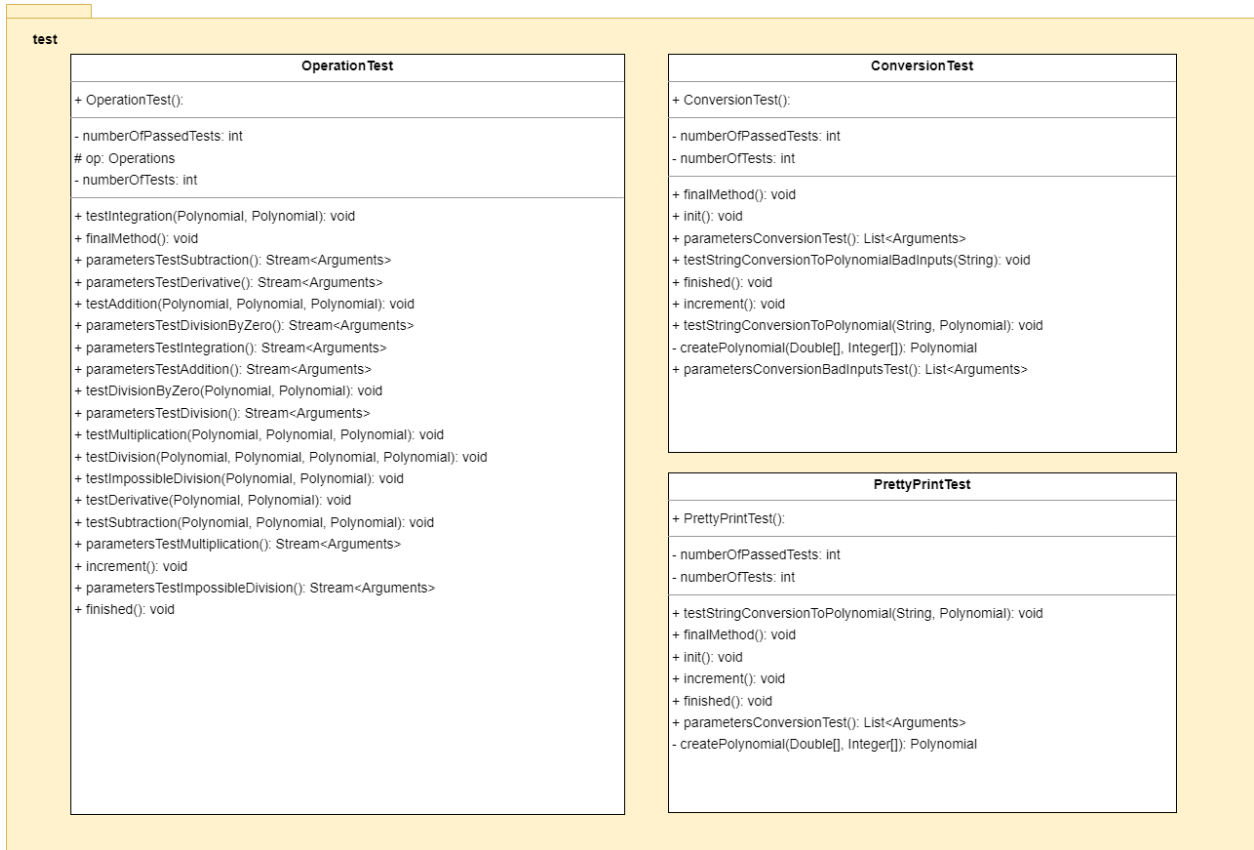 test
OperationTest
+ OperationTest():
- numberOfPassedTests: int
# op: Operations
- numberOfTests: int
+ testIntegration(Polynomial, Polynomial): void
+ finalMethod(): void
+ parametersTestSubtraction(): Stream<Arguments>
+ parametersTestDerivative(): Stream<Arguments>
+ testAddition(Polynomial, Polynomial, Polynomial): void
+ parametersTestDivisionByZero(): Stream<Arguments>
+ parametersTestIntegration(): Stream<Arguments>
+ parametersTestAddition(): Stream<Arguments>
+ testDivisionByZero(Polynomial, Polynomial): void
+ parametersTestDivision(): Stream<Arguments>
+ testMultiplication(Polynomial, Polynomial, Polynomial): void
+ testDivision(Polynomial, Polynomial, Polynomial, Polynomial): void
+ testImpossibleDivision(Polynomial, Polynomial): void
+ testDerivative(Polynomial, Polynomial): void
+ testSubtraction(Polynomial, Polynomial, Polynomial): void
+ parametersTestMultiplication(): Stream<Arguments>
+ increment(): void
+ parametersTestImpossibleDivision(): Stream<Arguments>
+ finished(): void
ConversionTest
+ ConversionTest():
- numberOfPassedTests: int
- numberOfTests: int
+ finalMethod(): void
+ init(): void
+ parametersConversionTest(): List<Arguments>
+ testStringConversionToPolynomialBadInputs(String): void
+ finished(): void
+ increment(): void
+ testStringConversionToPolynomial(String, Polynomial): void
- createPolynomial(Double[], Integer[]): Polynomial
+ parametersConversionBadInputsTest(): List<Arguments>
PrettyPrintTest
+ PrettyPrintTest():
- numberOfPassedTests: int
- numberOfTests: int
+ testStringConversionToPolynomial(String, Polynomial): void
+ finalMethod(): void
+ init(): void
+ increment(): void
+ finished(): void
+ parametersConversionTest(): List<Arguments>
- createPolynomial(Double[], Integer[]): Polynomial